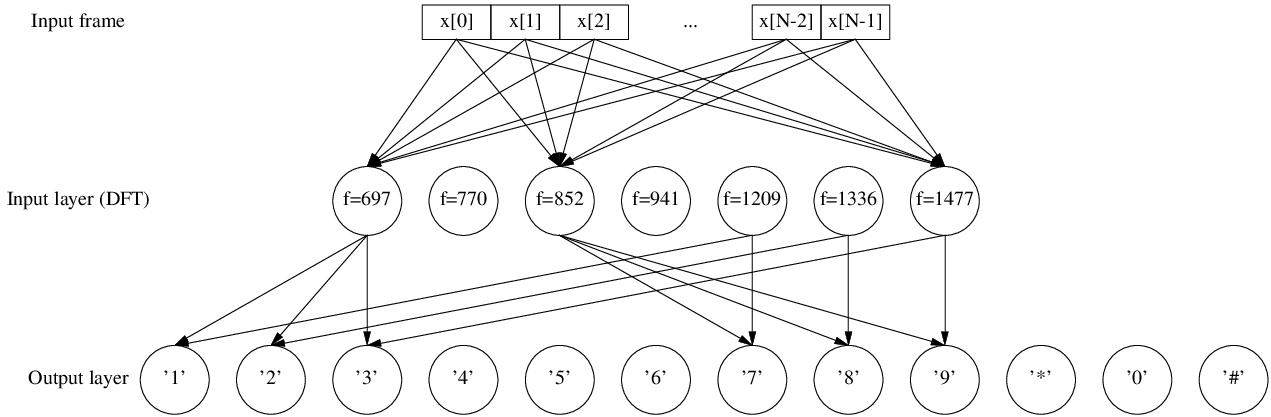 Input frame x[0] x[1] x[2] ... x[N-2] x[N-1]
Input layer (DFT) f=697 f=770 f=852 f=941 f=1209 f=1336 f=1477
Output layer '1' '2' '3' '4' '5' '6' '7' '8' '9' '*' '0' '#'